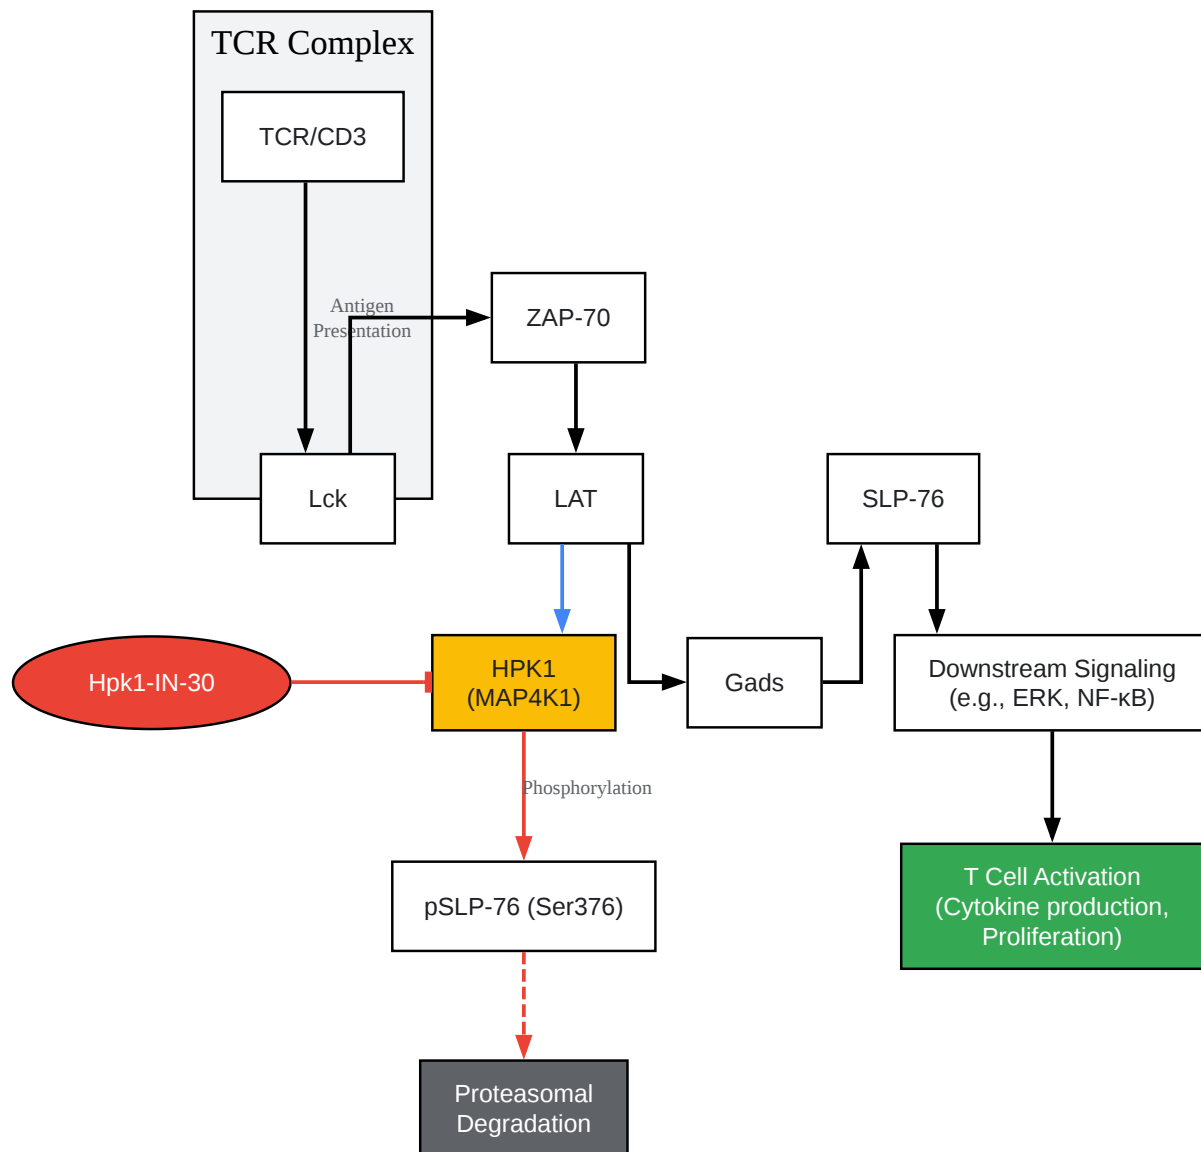 TCR Complex
TCR/CD3
Antigen
Presentation
ZAP-70
Lck
LAT
SLP-76
Hpk1-IN-30
HPK1
(MAP4K1)
Gads
Downstream Signaling
(e.g., ERK, NF-κB)
Phosphorylation
pSLP-76 (Ser376)
T Cell Activation
(Cytokine production,
Proliferation)
Proteasomal
Degradation